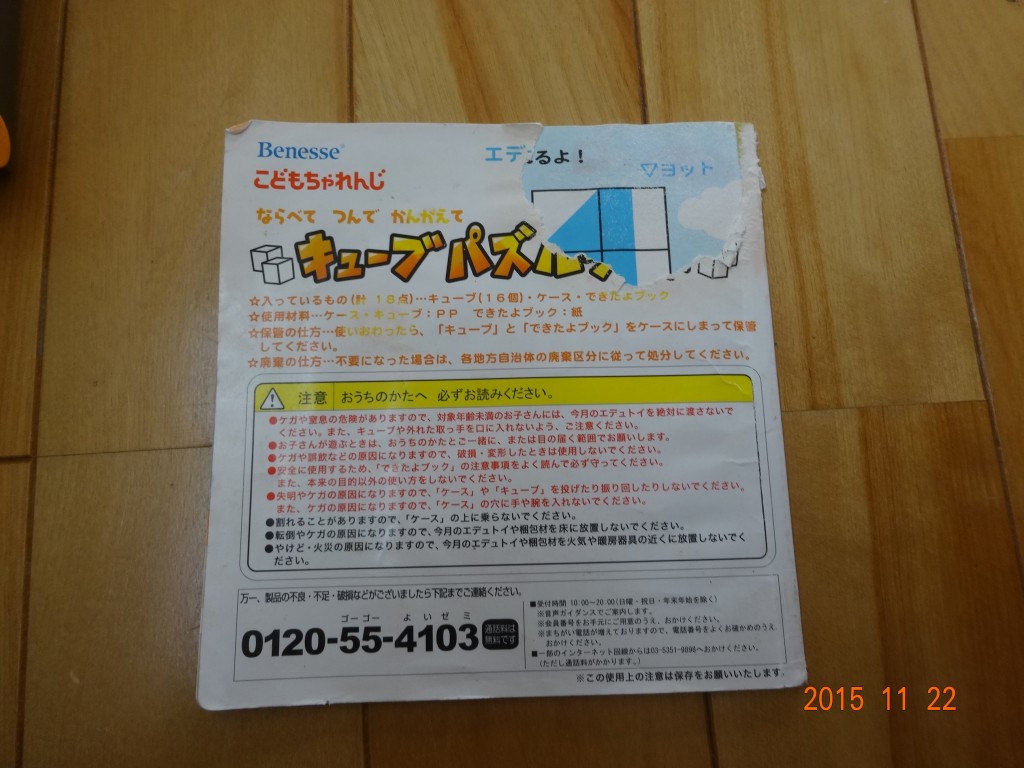 Benesse®
こどもちゃれんじ
エデ
るよ！
▽ヨット
ならべて つんで かんがえて
キューブパズル
☆入っているもの(計 18点)…キューブ(16個)・ケース・できたよブック
☆使用材料…ケース・キューブ：PP できたよブック：紙
☆保管の仕方…使いおわったら、「キューブ」と「できたよブック」をケースにしまって保管
してください。
☆廃棄の仕方…不要になった場合は、各地方自治体の廃棄区分に従って処分してください。
注意 おうちのかたへ 必ずお読みください。
●ケガや窒息の危険がありますので、対象年齢未満のお子さんには、今月のエデュトイを絶対に渡さないで
ください。また、キューブや外れた取っ手を口に入れないよう、ご注意ください。
●お子さんが遊ぶときは、おうちのかたとご一緒に、または目の届く範囲でお願いします。
●ケガや誤飲などの原因になりますので、破損・変形したときは使用しないでください。
●安全に使用するため、「できたよブック」の注意事項をよく読んで必ず守ってください。
また、本来の目的以外の使い方をしないでください。
●失明やケガの原因になりますので、「ケース」や「キューブ」を投げたり振り回したりしないでください。
また、ケガの原因になりますので、「ケース」の穴に手や腕を入れないでください。
●割れることがありますので、「ケース」の上に乗らないでください。
●転倒やケガの原因になりますので、今月のエデュトイや梱包材を床に放置しないでください。
●やけど・火災の原因になりますので、今月のエデュトイや梱包材を火気や暖房器具の近くに放置しないでく
ださい。
万一、製品の不良・不足・破損などがございましたら下記までご連絡ください。
ゴーゴー よいゼミ
0120-55-4103 通話料は
無料です
■受付時間 10:00~20:00(日曜・祝日・年末年始を除く)
※音声ガイダンスでご案内します。
※会員番号をお手元にご用意のうえ、おかけください。
※まちがい電話が増えておりますので、電話番号をよくお確かめのうえ、
おかけください。
■一部のインターネット回線からは03-5351-9898へおかけください。
(ただし通話料がかかります。)
※この使用上の注意は保存をお願いいたします。
2015 11 22